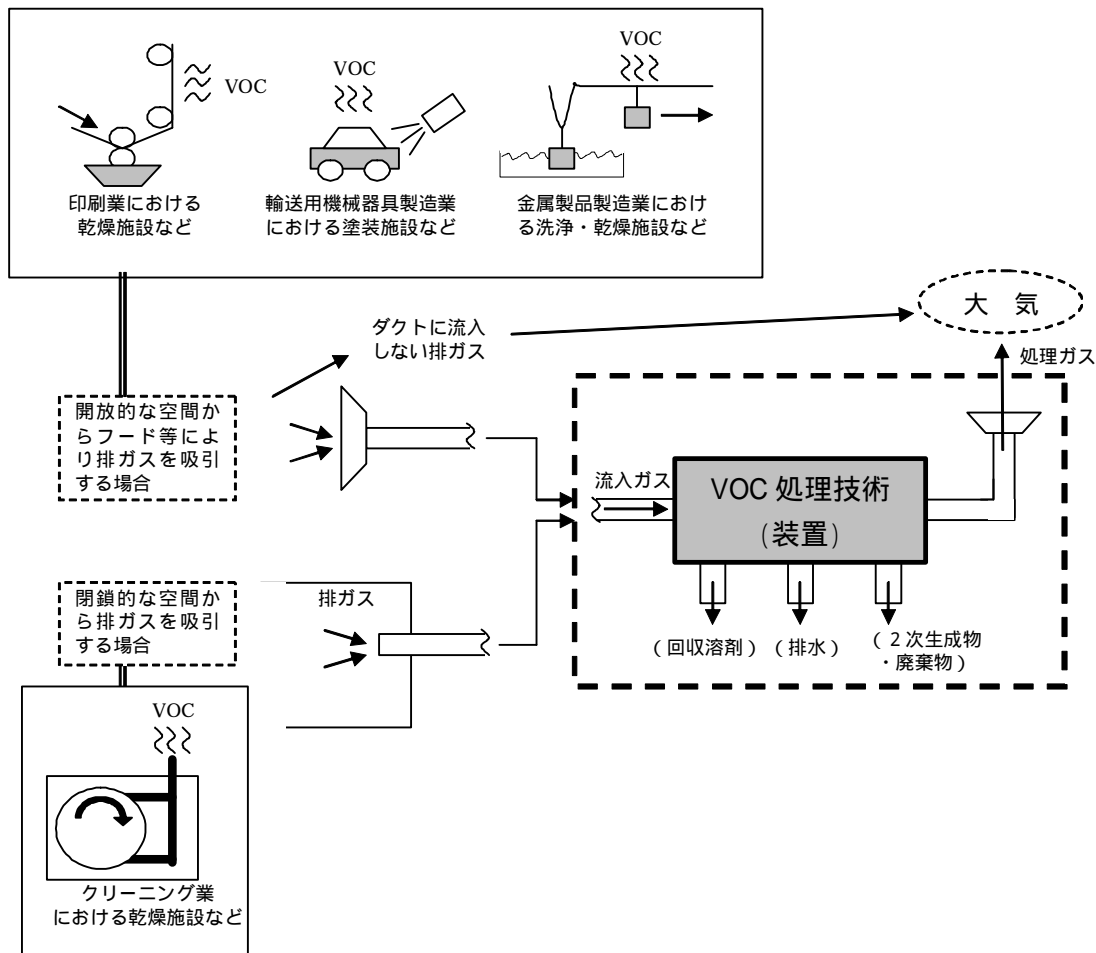 VOC
印刷業における
乾燥施設など
VOC
輸送用機械器具製造業
における塗装施設など
VOC
金属製品製造業におけ
る洗浄・乾燥施設など
大 気
ダクトに流入
しない排ガス
処理ガス
開放的な空間か
らフード等によ
り排ガスを吸引
する場合
流入ガス
VOC 処理技術
(装置)
閉鎖的な空間か
ら排ガスを吸引
する場合
排ガス
(回収溶剤)
(排水)
(2次生成物
・廃棄物)
VOC
クリーニング業
における乾燥施設など